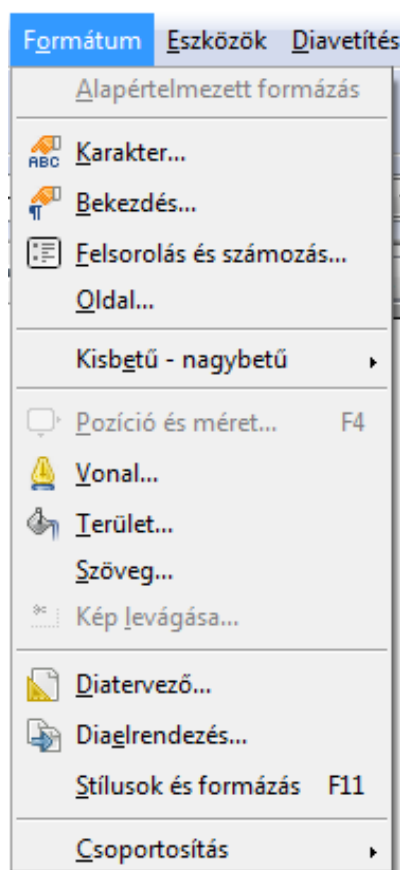 Formátum Eszközök Diavetítés
Alapértelmezett formázás
ABC Karakter...
Bekezdés...
Felsorolás és számozás...
Oldal...
Kisbetű - nagybetű
Pozíció és méret... F4
Vonal...
Terület...
Szöveg...
Kép levágása...
Diatervező...
Diaelrendezés...
Stílusok és formázás F11
Csoportosítás